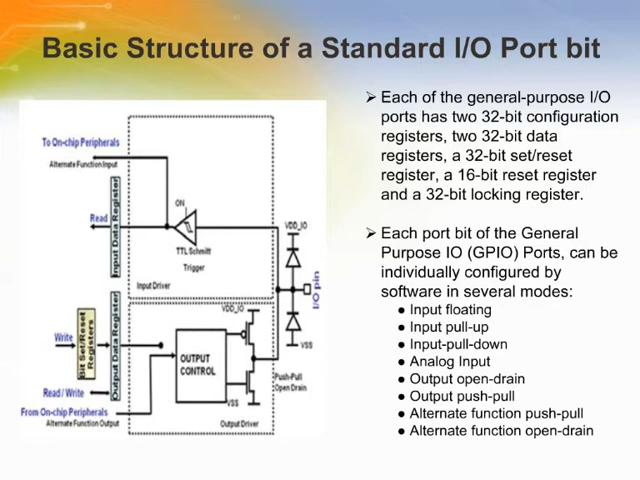 Basic Structure of a Standard I/O Port bit
To On-chip Peripherals
Alternate Function Input
Read
Input Data Register
ON
TTL Schmitt
Trigger
Input Driver
VDD_IO
I/O pin
VSS
Write
Bit Set/Reset
Registers
Output Data Register
Read / Write
From On-chip Peripherals
Alternate Function Output
OUTPUT
CONTROL
VDD_IO
VSS
Push-Pull
Open Drain
Output Driver
➢ Each of the general-purpose I/O
ports has two 32-bit configuration
registers, two 32-bit data
registers, a 32-bit set/reset
register, a 16-bit reset register
and a 32-bit locking register.
➢ Each port bit of the General
Purpose IO (GPIO) Ports, can be
individually configured by
software in several modes:
● Input floating
● Input pull-up
● Input-pull-down
● Analog Input
● Output open-drain
● Output push-pull
● Alternate function push-pull
● Alternate function open-drain